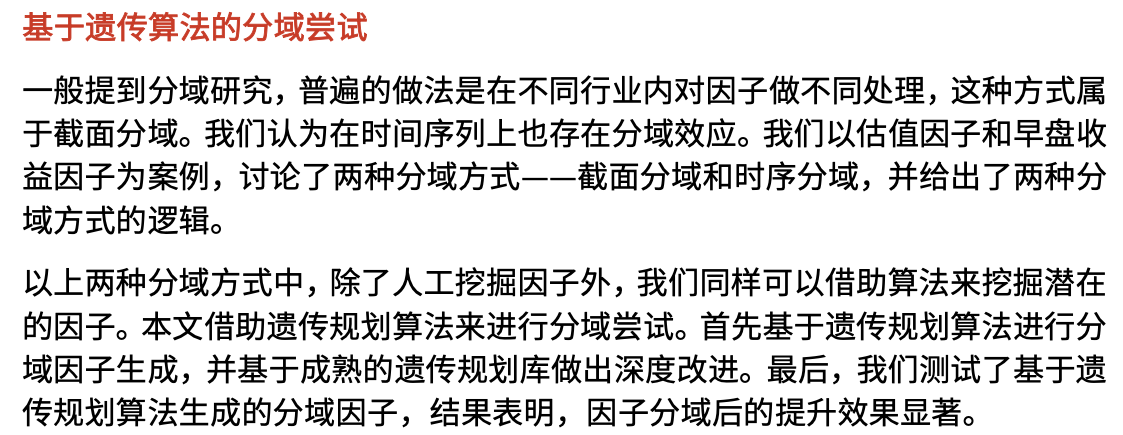 基于遗传算法的分域尝试
一般提到分域研究，普遍的做法是在不同行业内对因子做不同处理，这种方式属
于截面分域。我们认为在时间序列上也存在分域效应。我们以估值因子和早盘收
益因子为案例，讨论了两种分域方式——截面分域和时序分域，并给出了两种分
域方式的逻辑。
以上两种分域方式中，除了人工挖掘因子外，我们同样可以借助算法来挖掘潜在
的因子。本文借助遗传规划算法来进行分域尝试。首先基于遗传规划算法进行分
域因子生成，并基于成熟的遗传规划库做出深度改进。最后，我们测试了基于遗
传规划算法生成的分域因子，结果表明，因子分域后的提升效果显著。